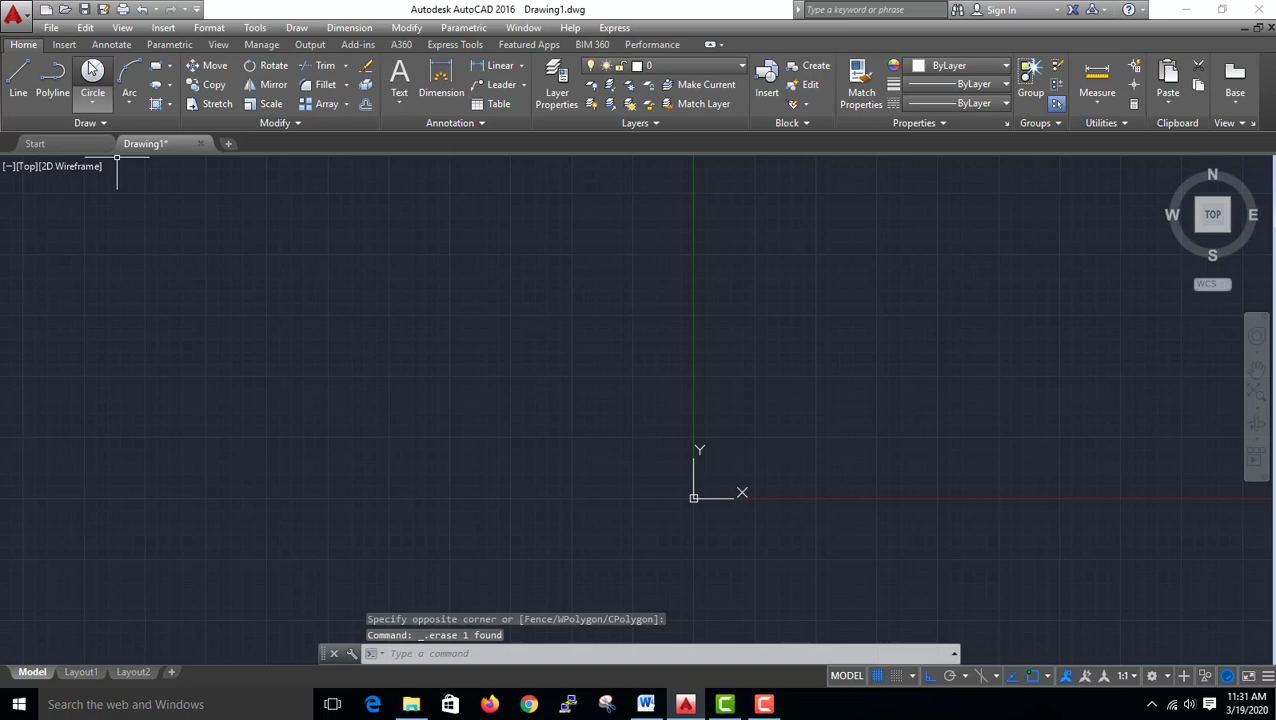 Autodesk AutoCAD 2016 Drawing1.dwg
Type a keyword or phrase
Sign In
File Edit View Insert Format Tools Draw Dimension Modify Parametric Window Help Express
Home Insert Annotate Parametric View Manage Output Add-ins A360 Express Tools Featured Apps BIM 360 Performance
Line Polyline Circle Arc
Draw
Move Rotate Trim
Copy Mirror Fillet
Stretch Scale Array
Modify
Text Dimension
Linear
Leader
Table
Annotation
Layer
Properties
0
Make Current
Match Layer
Layers
Insert
Create
Edit
Block
Match
Properties
ByLayer
ByLayer
ByLayer
Properties
Group
Groups
Measure
Utilities
Paste
Clipboard
Base
View
Start Drawing1*
[−][Top][2D Wireframe]
N
W TOP E
S
WCS
Y
X
Specify opposite corner or [Fence/WPolygon/CPolygon]:
Command: _.erase 1 found
Type a command
Model Layout1 Layout2
MODEL
1:1
Search the web and Windows
11:31 AM
3/19/2020